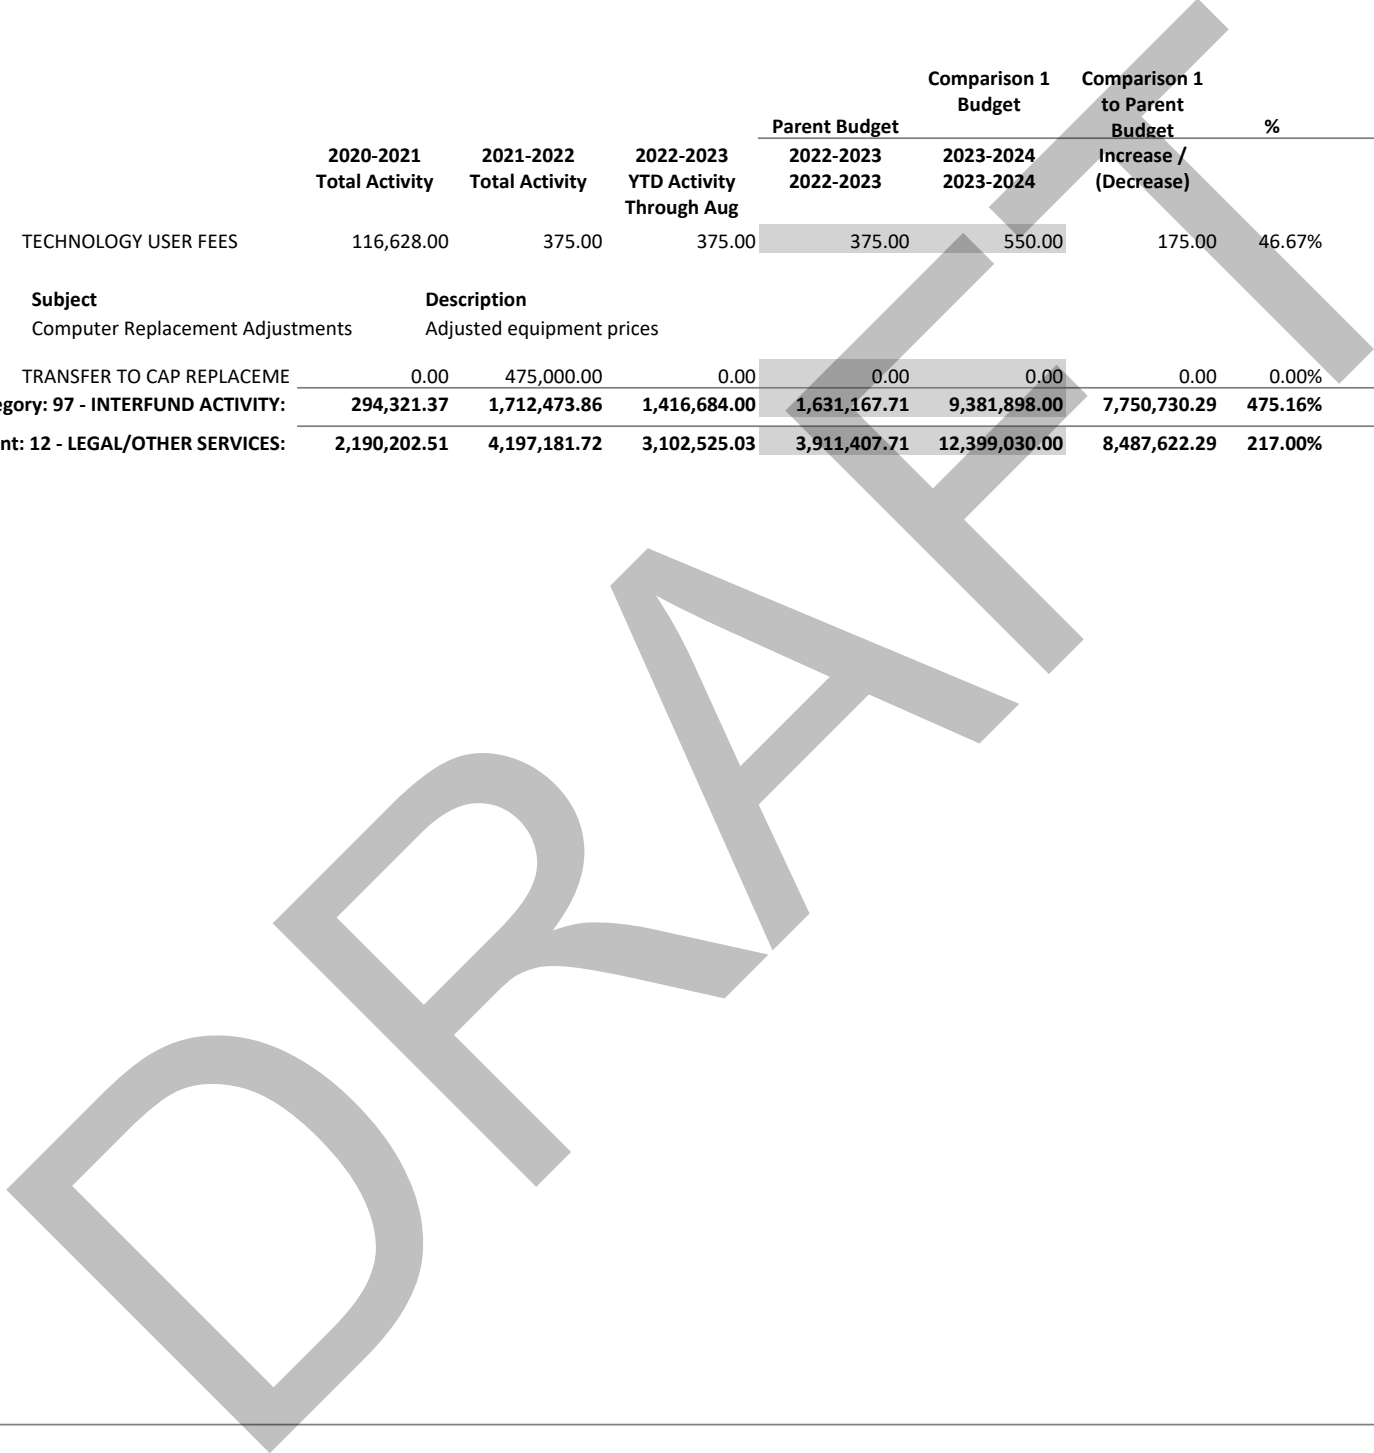 Comparison 1 Comparison 1
Budget to Parent
Parent Budget Budget %
2020-2021 2021-2022 2022-2023 2022-2023 2023-2024 Increase /
Total Activity Total Activity YTD Activity 2022-2023 2023-2024 (Decrease)
Through Aug
TECHNOLOGY USER FEES 116,628.00 375.00 375.00 375.00 550.00 175.00 46.67%
Subject Description
Computer Replacement Adjustments Adjusted equipment prices
TRANSFER TO CAP REPLACEME 0.00 475,000.00 0.00 0.00 0.00 0.00 0.00%
egory: 97 - INTERFUND ACTIVITY: 294,321.37 1,712,473.86 1,416,684.00 1,631,167.71 9,381,898.00 7,750,730.29 475.16%
nt: 12 - LEGAL/OTHER SERVICES: 2,190,202.51 4,197,181.72 3,102,525.03 3,911,407.71 12,399,030.00 8,487,622.29 217.00%
DRAFT